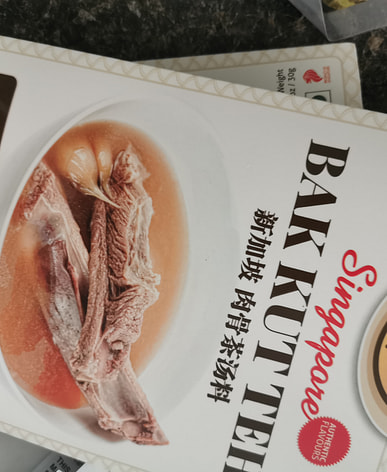 Singapore
BAK KUT TEH
新加坡 肉骨茶汤料
AUTHENTIC
FLAVOURS